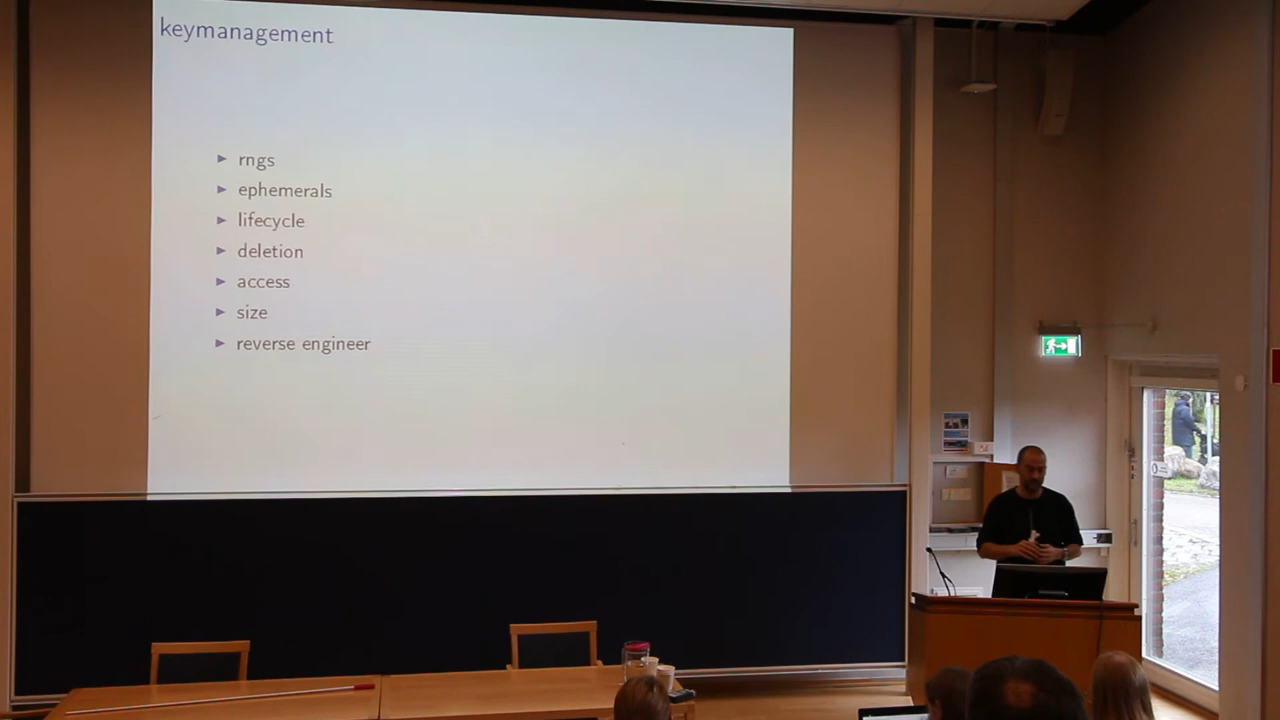 keymanagement
rngs
ephemerals
lifecycle
deletion
access
size
reverse engineer